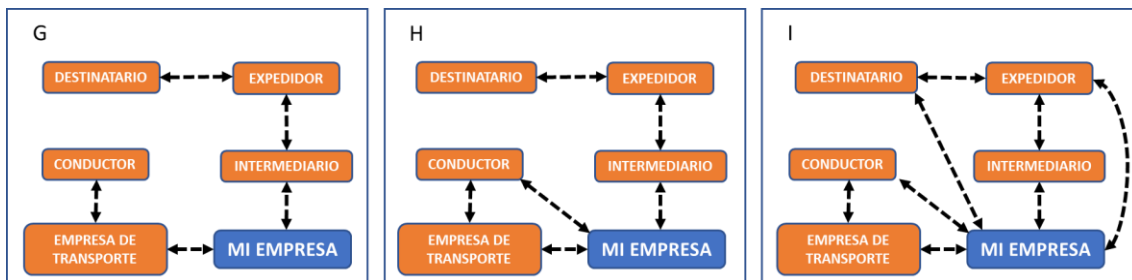 G
DESTINATARIO
EXPEDIDOR
CONDUCTOR
INTERMEDIARIO
EMPRESA DE
TRANSPORTE
MI EMPRESA
H
DESTINATARIO
EXPEDIDOR
CONDUCTOR
INTERMEDIARIO
EMPRESA DE
TRANSPORTE
MI EMPRESA
I
DESTINATARIO
EXPEDIDOR
CONDUCTOR
INTERMEDIARIO
EMPRESA DE
TRANSPORTE
MI EMPRESA